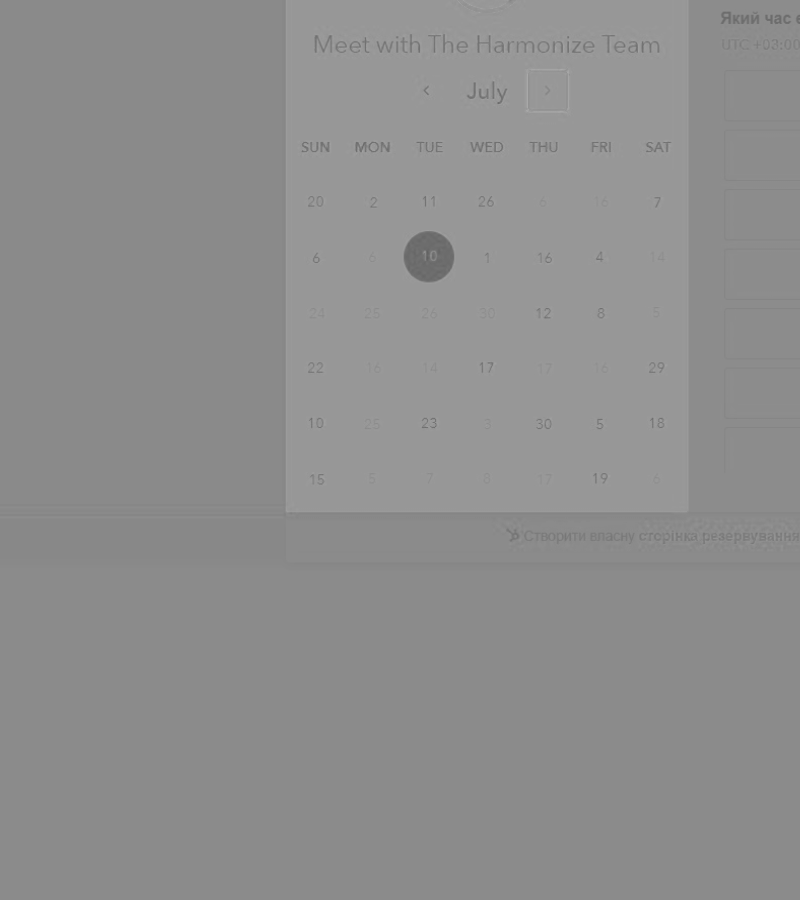 Meet with The Harmonize Team
July
SUN MON TUE WED THU FRI SAT
20 2 11 26 6 16 7
6 6 10 1 16 4 14
24 25 26 30 12 8 5
22 16 14 17 17 16 29
10 25 23 3 30 5 18
15 5 7 8 17 19 6
Який час
UTC +03:00
Створити власну сторінка резервування